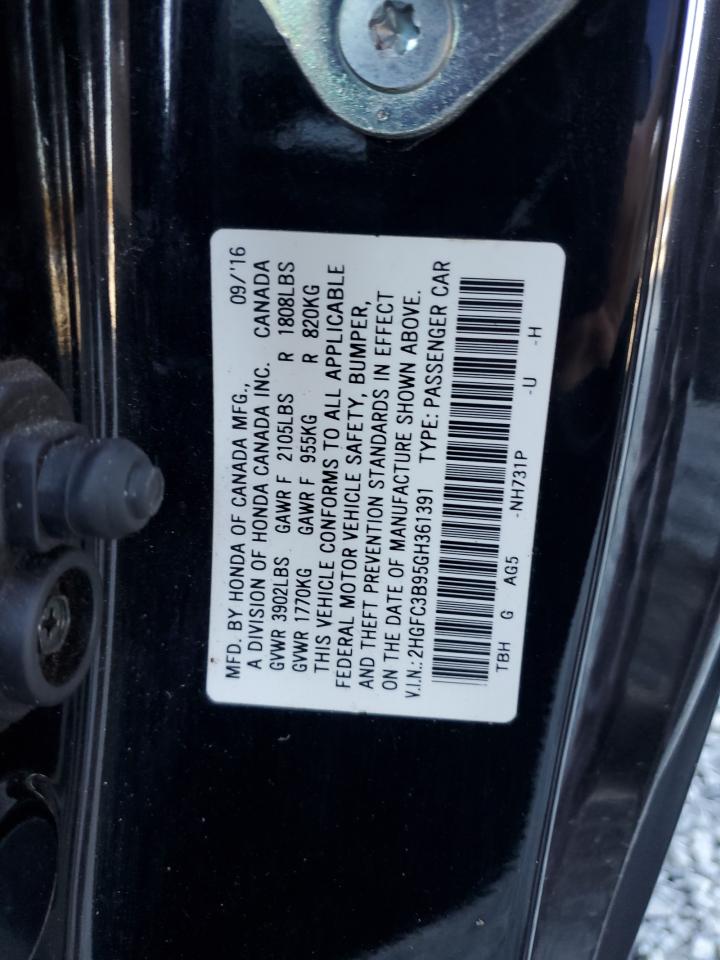 MFD. BY HONDA OF CANADA MFG., 09/'16
A DIVISION OF HONDA CANADA INC. CANADA
GVWR 3902LBS GAWR F 2105LBS R 1808LBS
GVWR 1770KG GAWR F 955KG R 820KG
THIS VEHICLE CONFORMS TO ALL APPLICABLE
FEDERAL MOTOR VEHICLE SAFETY, BUMPER,
AND THEFT PREVENTION STANDARDS IN EFFECT
ON THE DATE OF MANUFACTURE SHOWN ABOVE.
V.I.N.: 2HGFC3B95GH361391 TYPE: PASSENGER CAR
TBH G AG5 -NH731P -U -H